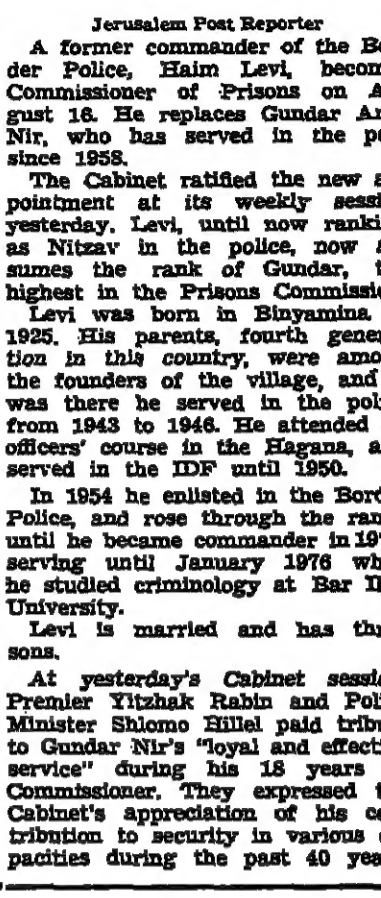 Jerusalem Post Reporter
A former commander of the Bo
der Police, Haim Levi, becom
Commissioner of Prisons on A
gust 16. He replaces Gundar Ar
Nir, who has served in the po
since 1958.
The Cabinet ratified the new a
pointment at its weekly sessi
yesterday. Levi, until now ranki
as Nitzav in the police, now a
sumes the rank of Gundar, t
highest in the Prisons Commissio
Levi was born in Binyamina
1925. His parents, fourth gener
tion in this country, were amo
the founders of the village, and
was there he served in the pol
from 1943 to 1946. He attended
officers' course in the Hagana, a
served in the IDF until 1950.
In 1954 he enlisted in the Bord
Police, and rose through the ran
until he became commander in 19
serving until January 1976 wh
he studied criminology at Bar Il
University.
Levi is married and has thr
sons.
At yesterday's Cabinet sessi
Premier Yitzhak Rabin and Poli
Minister Shlomo Hillel paid tribu
to Gundar Nir's "loyal and effecti
service" during his 18 years
Commissioner. They expressed t
Cabinet's appreciation of his co
tribution to security in various c
pacities during the past 40 yea